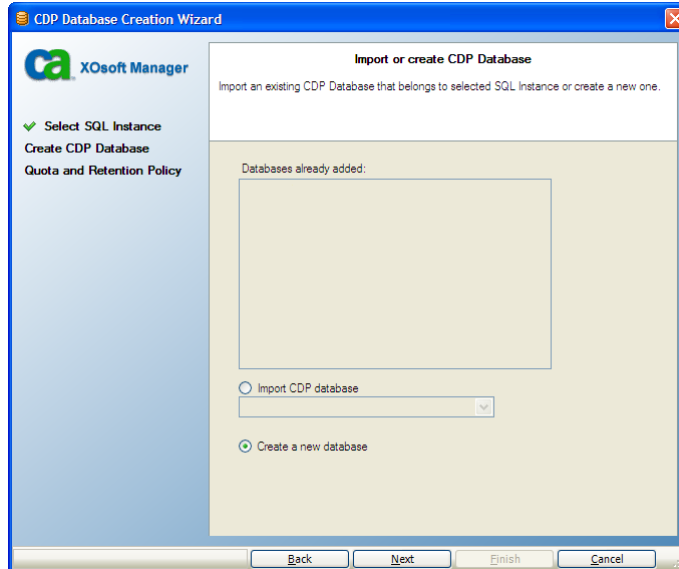 CDP Database Creation Wizard
ca
XOsoft Manager
Select SQL Instance
Create CDP Database
Quota and Retention Policy
Import or create CDP Database
Import an existing CDP Database that belongs to selected SQL Instance or create a new one.
Databases already added:
Import CDP database
Create a new database
Back
Next
Finish
Cancel